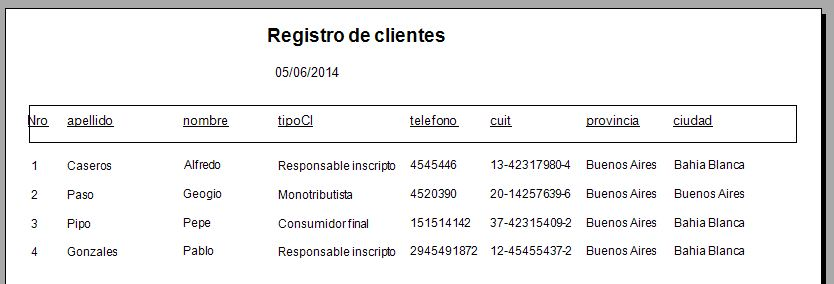 Registro de clientes
05/06/2014
Nro apellido nombre tipoCl telefono cuit provincia ciudad
1 Caseros Alfredo Responsable inscripto 4545446 13-42317980-4 Buenos Aires Bahia Blanca
2 Paso Geogio Monotributista 4520390 20-14257639-6 Buenos Aires Buenos Aires
3 Pipo Pepe Consumidor final 151514142 37-42315409-2 Buenos Aires Bahia Blanca
4 Gonzales Pablo Responsable inscripto 2945491872 12-45455437-2 Buenos Aires Bahia Blanca